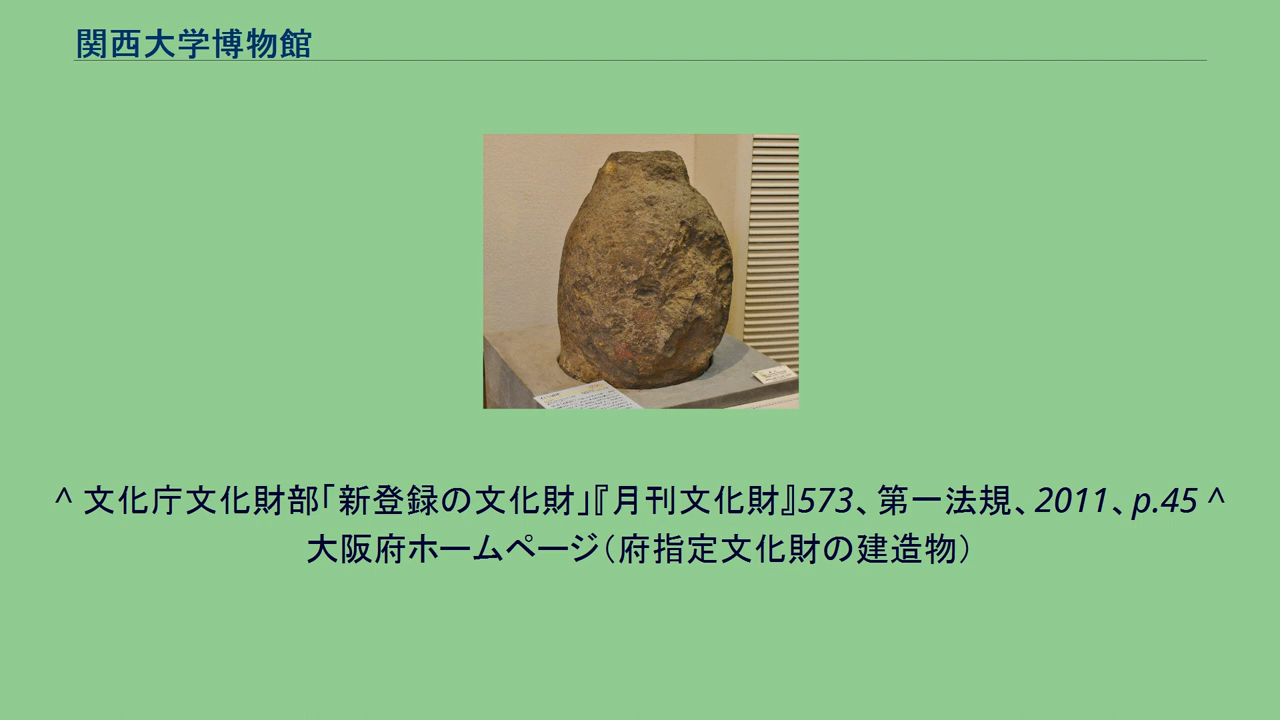 関西大学博物館
^ 文化庁文化財部「新登録の文化財」『月刊文化財』573、第一法規、2011、p.45 ^
大阪府ホームページ（府指定文化財の建造物）